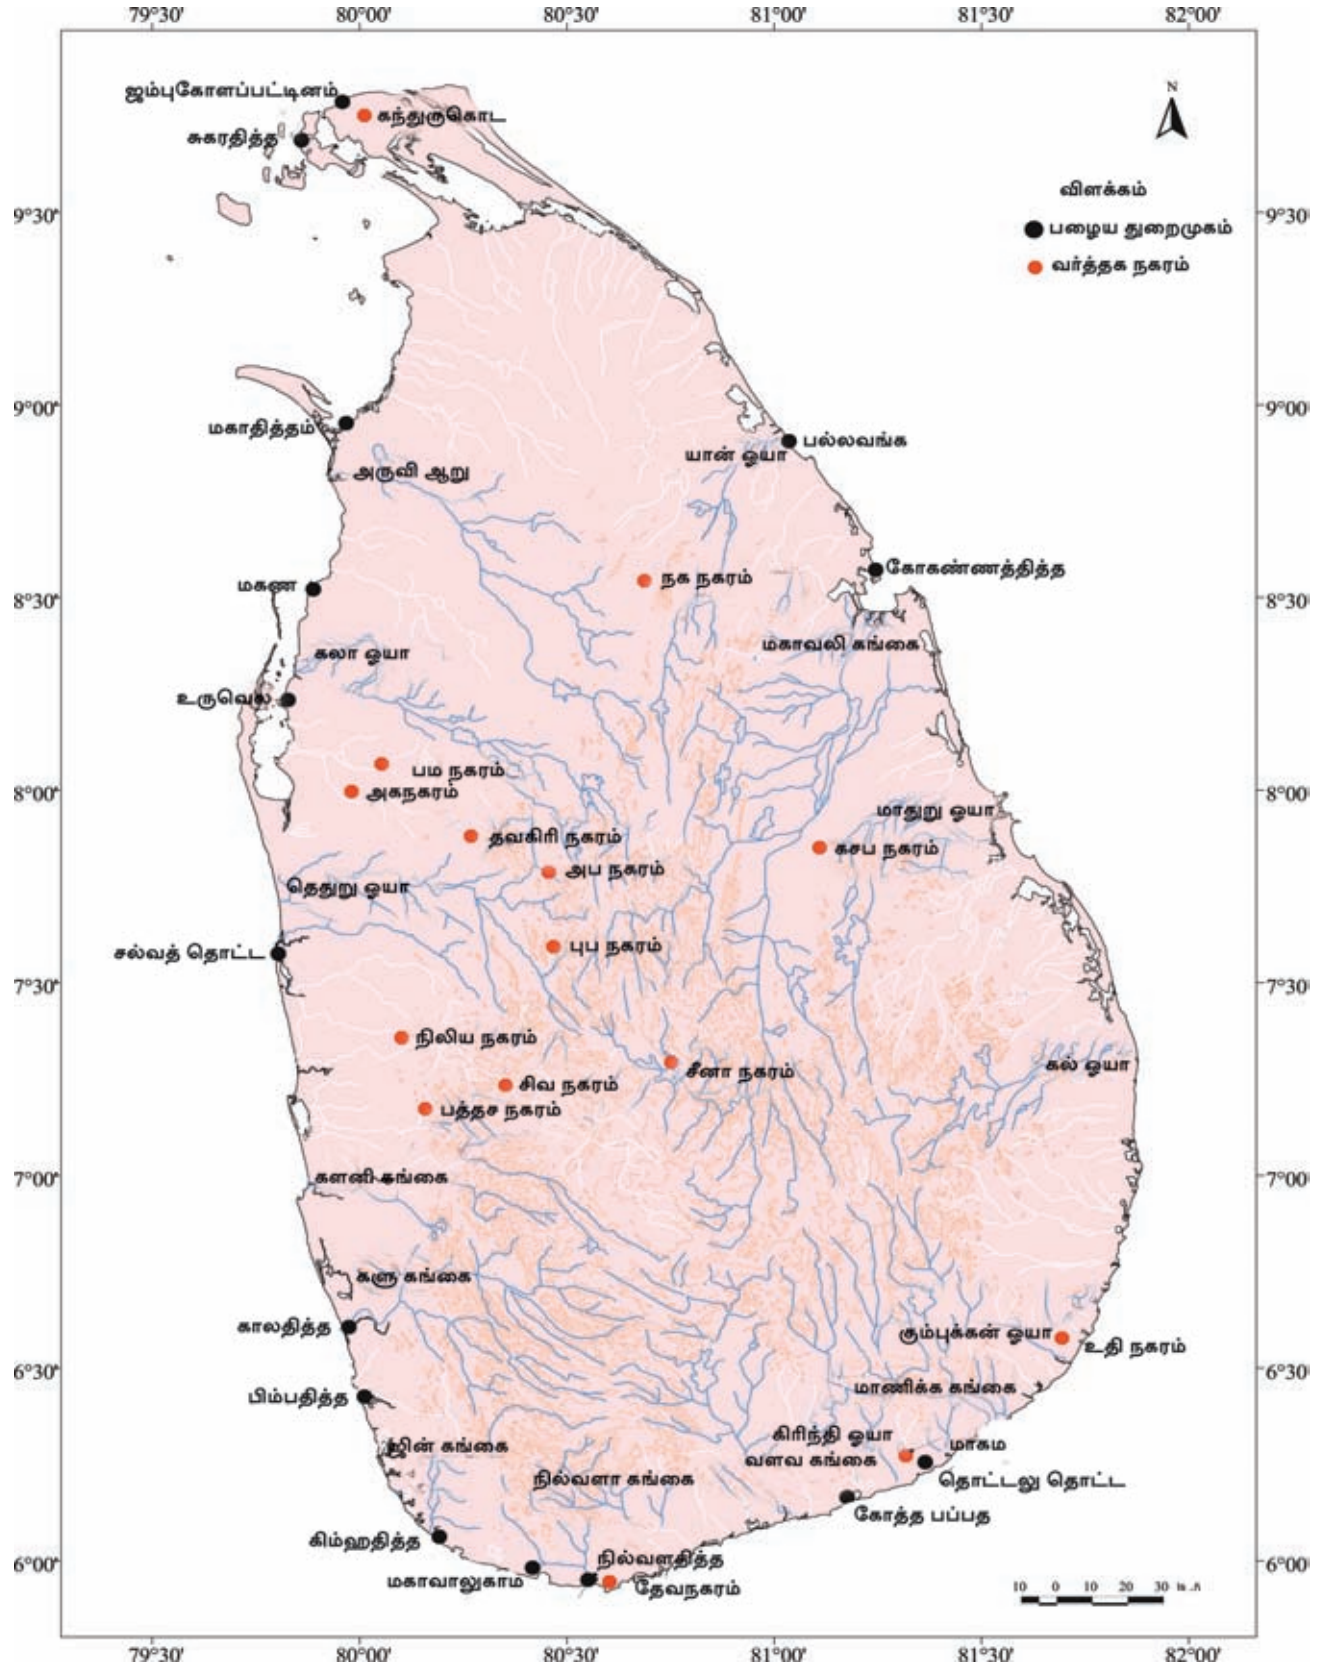 79°30' 80°00' 80°30' 81°00' 81°30' 82°00'
ஜம்புகோளப்பட்டினம்
கந்துருகொட
சுகரதித்த
N
விளக்கம்
9°30' 9°30'
பழைய துறைமுகம்
வர்த்தக நகரம்
9°00' 9°00'
மகாதித்தம்
பல்லவங்க
யான் ஓயா
அருவி ஆறு
கோகண்ணத்தித்த
நக நகரம்
மகண
8°30' 8°30'
மகாவலி கங்கை
கலா ஓயா
உருவெல
பம நகரம்
8°00' 8°00'
அகநகரம்
மாதுறு ஓயா
தவகிரி நகரம்
கசப நகரம்
அப நகரம்
தெதுறு ஓயா
புப நகரம்
சல்வத் தொட்ட
7°30' 7°30'
நிலிய நகரம்
கல் ஓயா
சீனா நகரம்
சிவ நகரம்
பத்தச நகரம்
7°00' 7°00'
களனி கங்கை
களு கங்கை
காலதித்த
கும்புக்கன் ஓயா
உதி நகரம்
6°30' 6°30'
மாணிக்க கங்கை
பிம்பதித்த
கிரிந்தி ஓயா
மாகம
ஜின் கங்கை
வளவ கங்கை
நில்வளா கங்கை
தொட்டலு தொட்ட
கோத்த பப்பத
கிம்ஹதித்த
6°00' 6°00'
நில்வளதித்த
மகாவாலுகாம
தேவநகரம்
10 0 10 20 30 கி.மீ
79°30' 80°00' 80°30' 81°00' 81°30' 82°00'